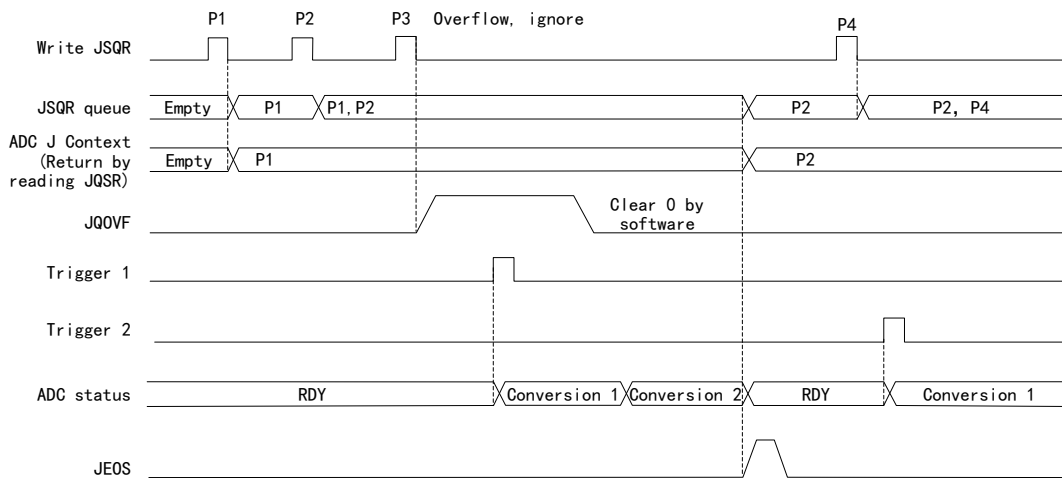 P1 P2 P3 Overflow, ignore P4
Write JSQR
JSQR queue Empty P1 P1, P2 P2 P2, P4
ADC J Context
(Return by
reading JQSR)
Empty P1 P2
JQOVF
Clear 0 by
software
Trigger 1
Trigger 2
ADC status RDY Conversion 1 Conversion 2 RDY Conversion 1
JEOS